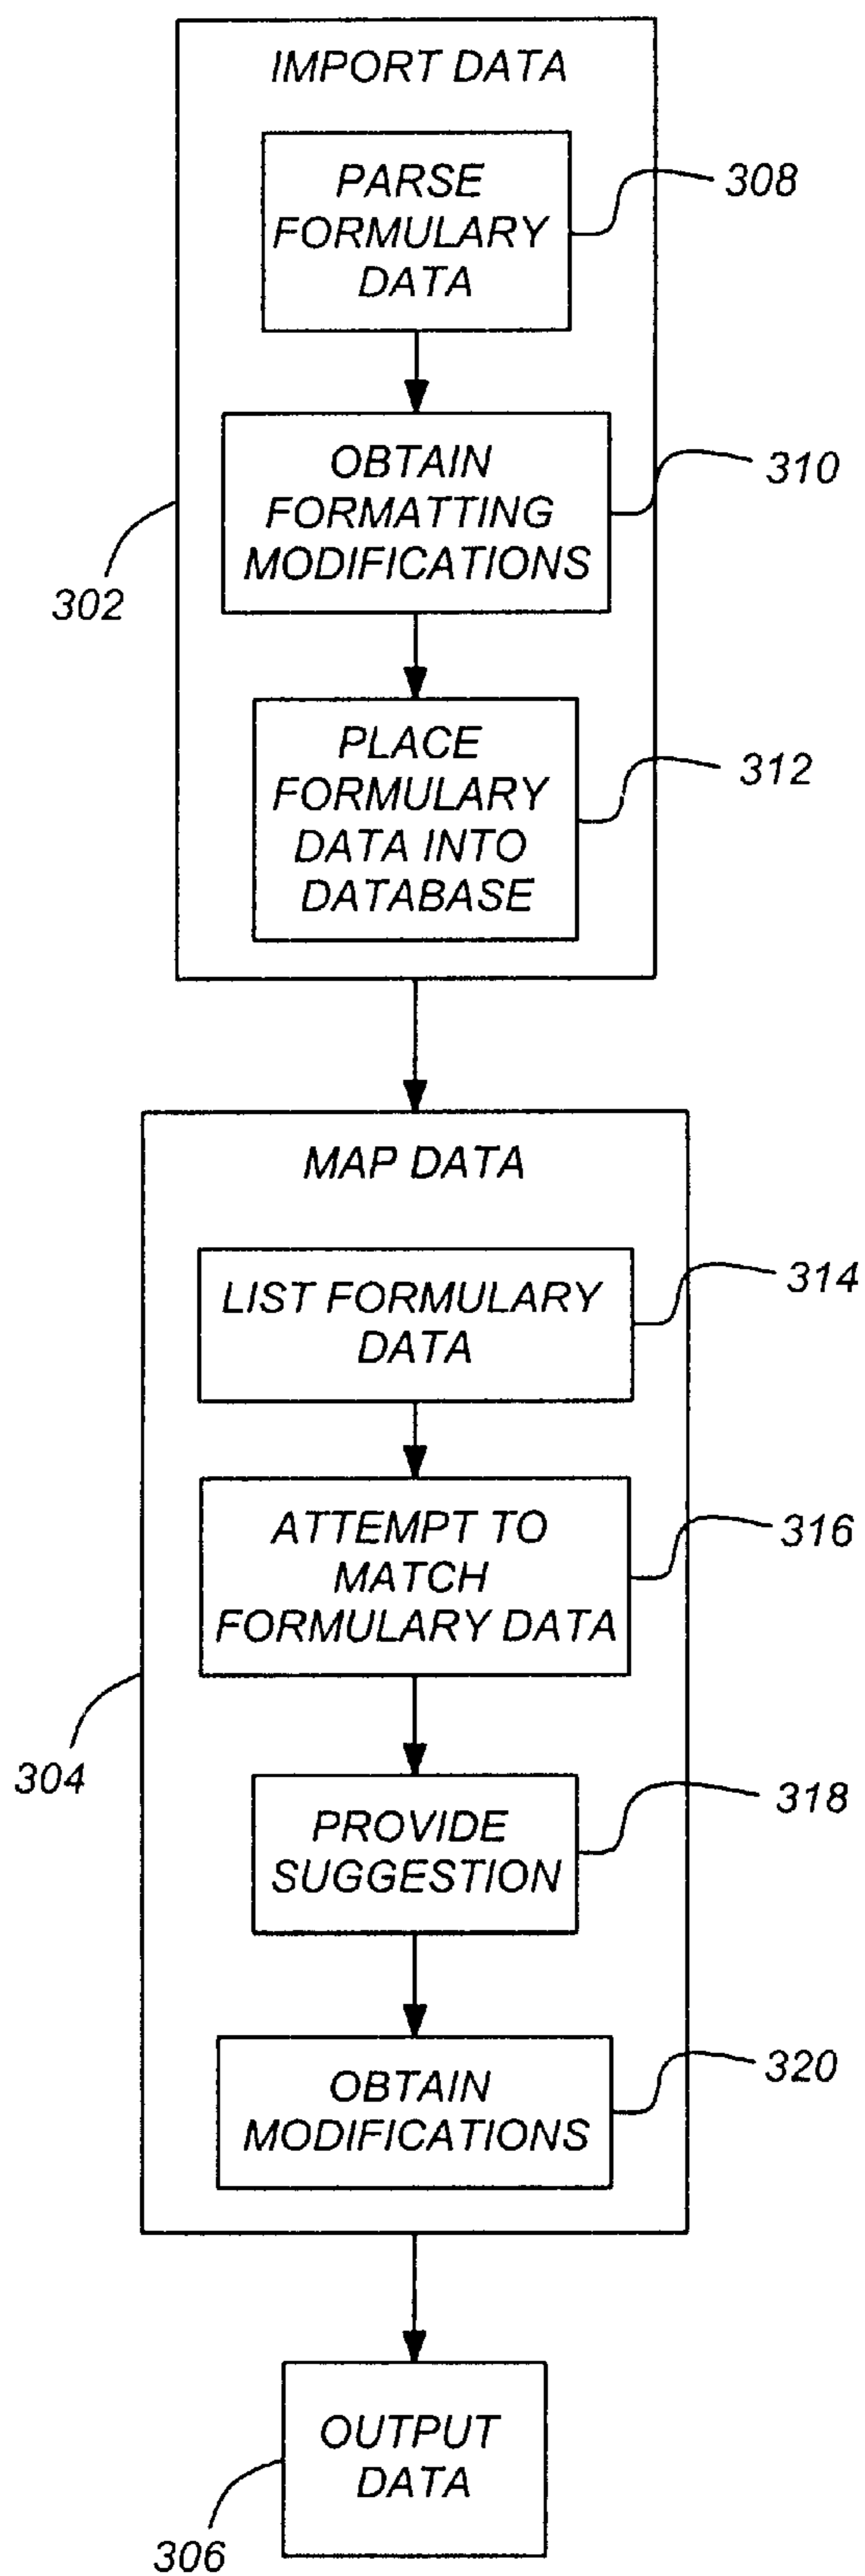 IMPORT DATA
PARSE
FORMULARY
DATA
308
OBTAIN
FORMATTING
MODIFICATIONS
310
302
PLACE
FORMULARY
DATA INTO
DATABASE
312
MAP DATA
LIST FORMULARY
DATA
314
ATTEMPT TO
MATCH
FORMULARY DATA
316
304
PROVIDE
SUGGESTION
318
OBTAIN
MODIFICATIONS
320
OUTPUT
DATA
306